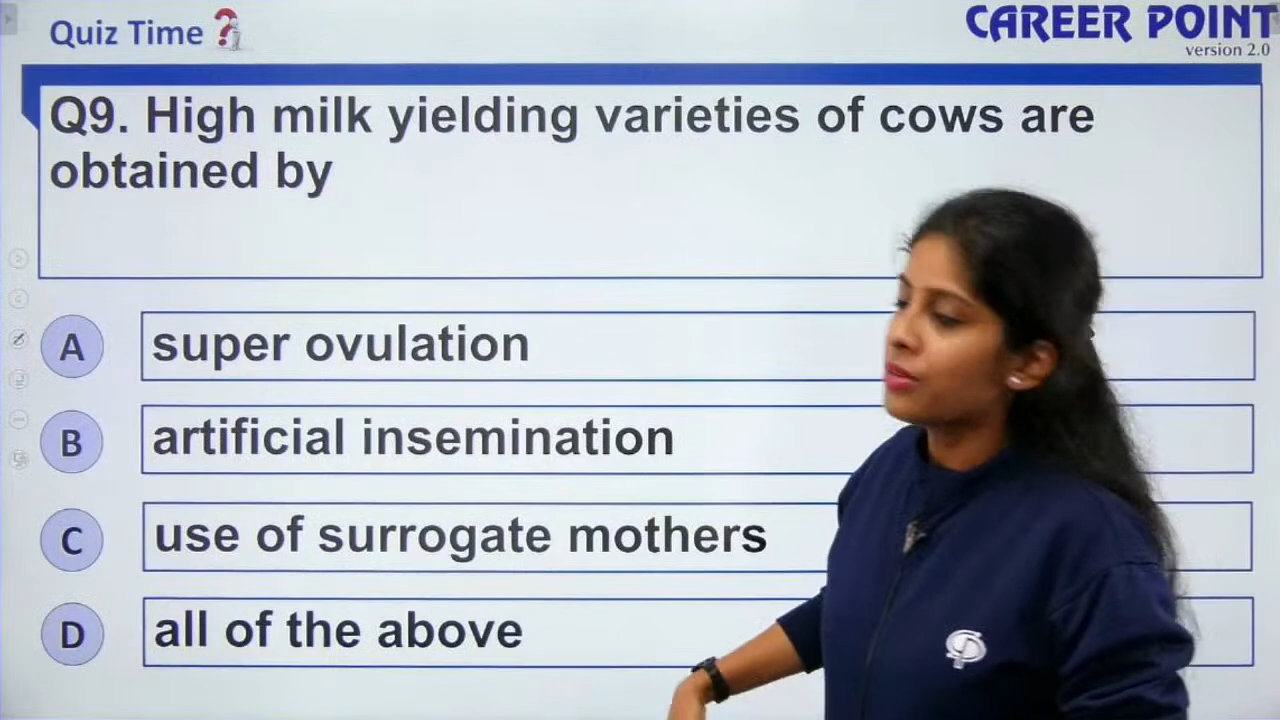 Quiz Time
CAREER POINT
version 2.0
Q9. High milk yielding varieties of cows are
obtained by
A super ovulation
B artificial insemination
C use of surrogate mothers
D all of the above